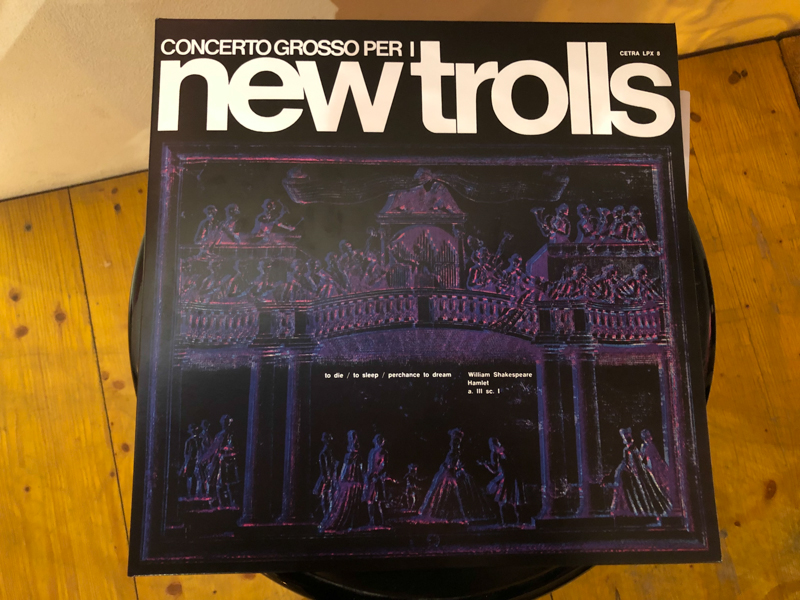 CONCERTO GROSSO PER I
new trolls
CETRA LPX 8
to die / to sleep / perchance to dream
William Shakespeare
Hamlet
a. III sc. I